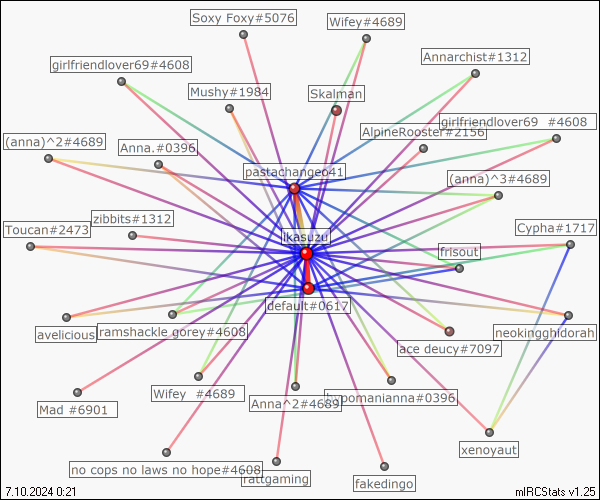 Soxy Foxy#5076
Wifey#4689
Annarchist#1312
girlfriendlover69#4608
Mushy#1984
Skalman
girlfriendlover69 #4608
AlpineRooster#2156
(anna)^2#4689
Anna.#0396
pastachangeo41
(anna)^3#4689
zibbits#1312
Toucan#2473
ikasuzu
Cypha#1717
frisout
default#0617
avelicious
ramshackle gorey#4608
neokingghidorah
ace deucy#7097
Wifey #4689
Anna^2#4689
hypomanianna#0396
Mad #6901
xenoyaut
no cops no laws no hope#4608
rattgaming
fakedingo
7.10.2024 0:21
mIRCStats v1.25